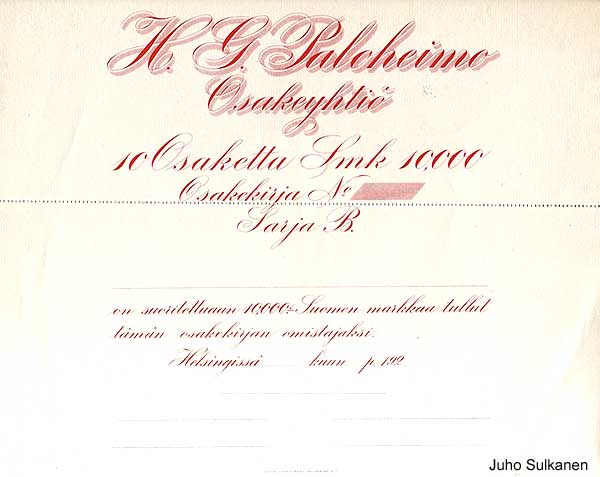 H. G. Paloheimo
Osakeyhtiö
10 Osaketta Smk 10,000
Osakekirja No
Sarja B.
on suoritettuaan 10,000:- Suomen markkaa tullut
tämän osakekirjan omistajaksi.
Helsingissä kuun p. 192
Juho Sulkanen